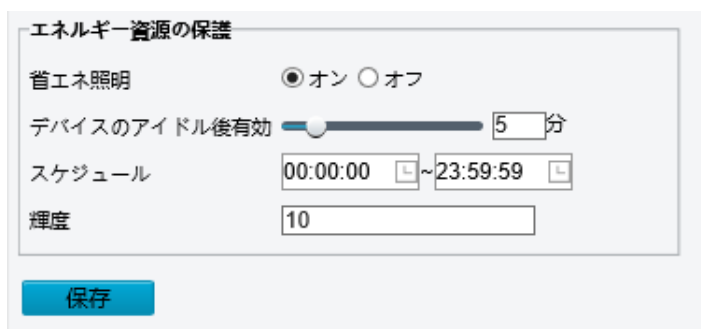 エネルギー資源の保護
省エネ照明 オン オフ
デバイスのアイドル後有効 5 分
スケジュール 00:00:00 ~ 23:59:59
輝度 10
保存